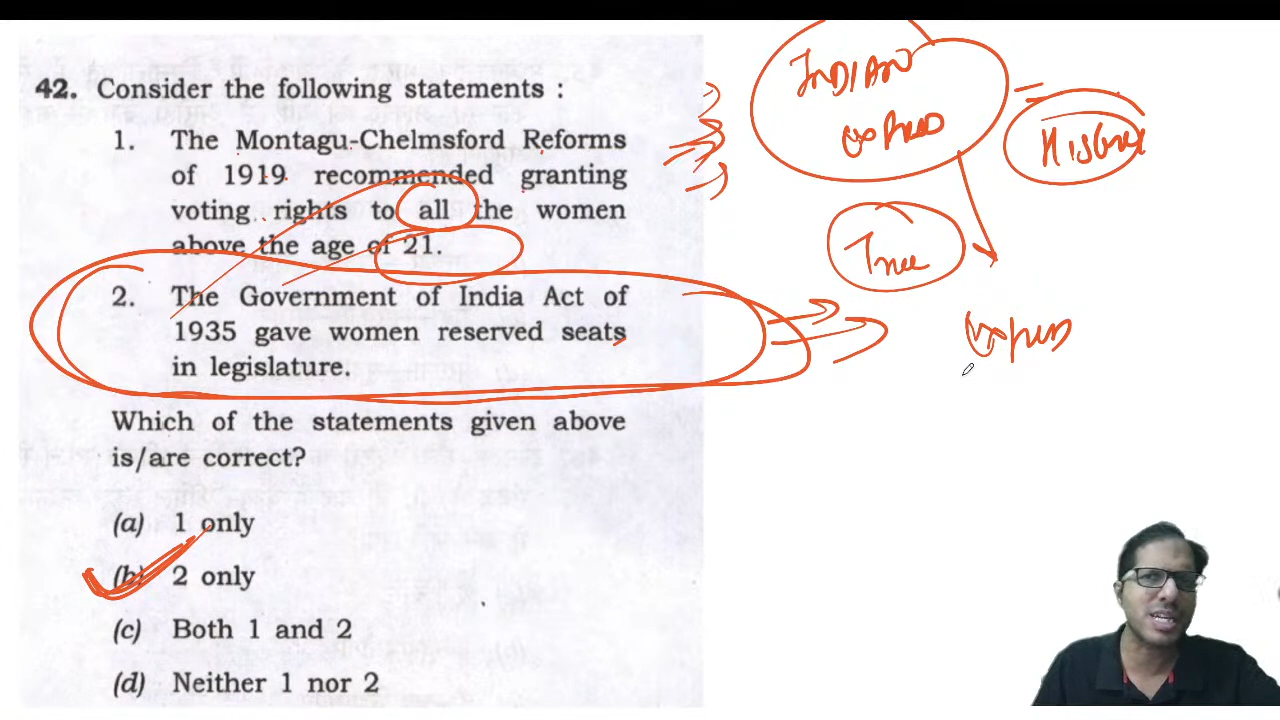 42. Consider the following statements :
1. The Montagu-Chelmsford Reforms
of 1919 recommended granting
voting rights to all the women
above the age of 21.
2. The Government of India Act of
1935 gave women reserved seats
in legislature.
Which of the statements given above
is/are correct?
(a) 1 only
(b) 2 only
(c) Both 1 and 2
(d) Neither 1 nor 2
INDIAN